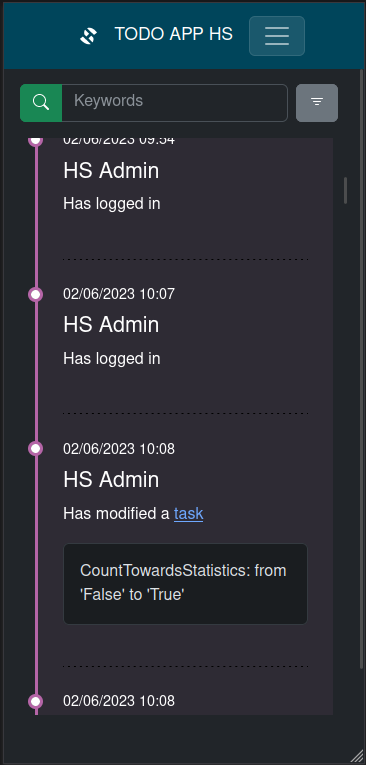 TODO APP HS
Keywords
02/06/2023 09:54
HS Admin
Has logged in
02/06/2023 10:07
HS Admin
Has logged in
02/06/2023 10:08
HS Admin
Has modified a task
CountTowardsStatistics: from
'False' to 'True'
02/06/2023 10:08